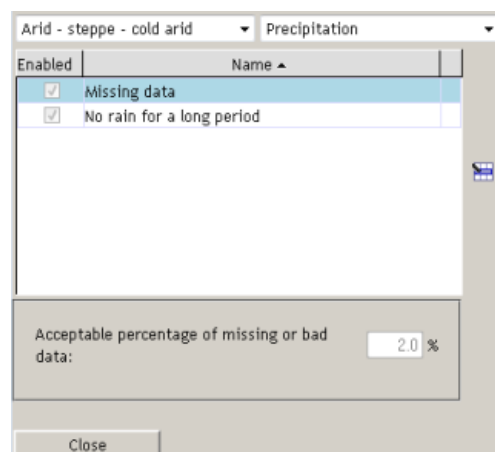 Arid - steppe - cold arid Precipitation
Enabled Name
Missing data
No rain for a long period
Acceptable percentage of missing or bad
data:
2.0 %
Close